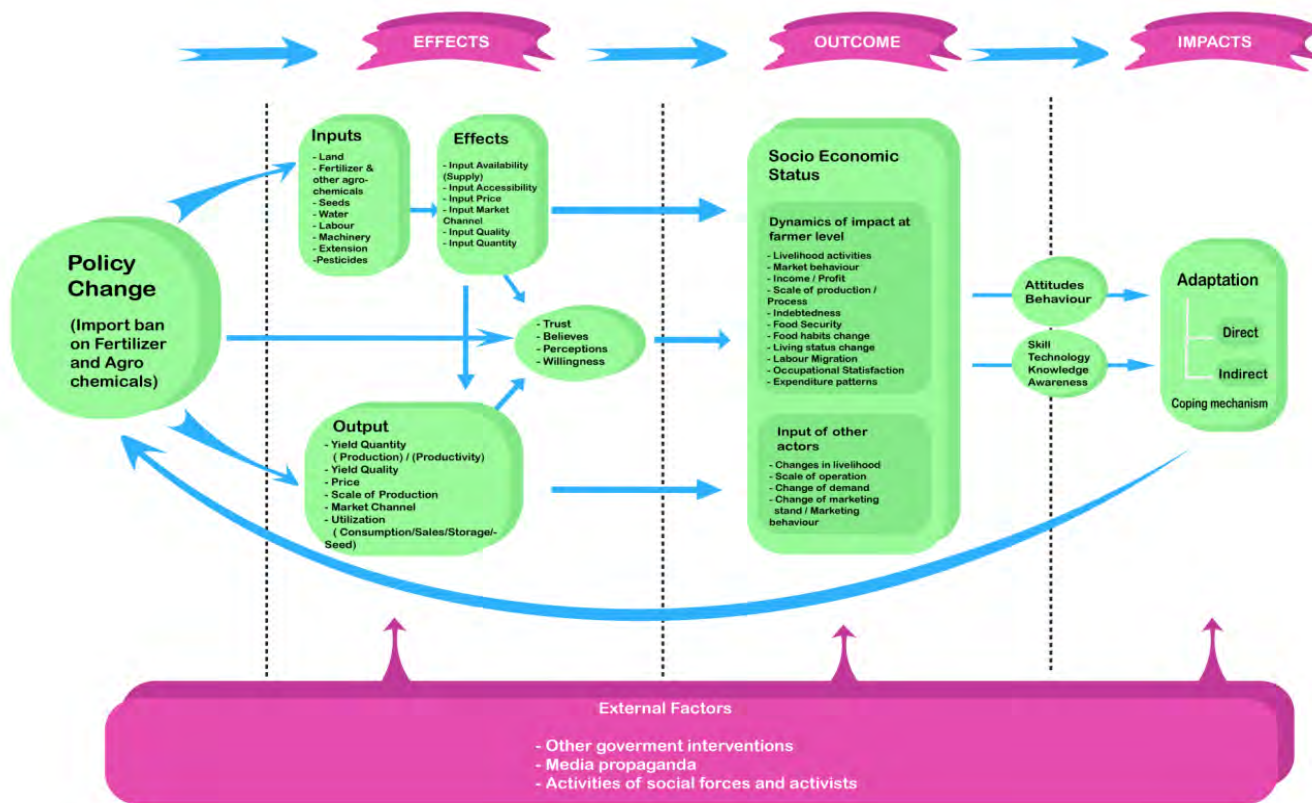 EFFECTS
OUTCOME
IMPACTS
Policy
Change
(Import ban
on Fertilizer
and Agro
chemicals)
Inputs
- Land
- Fertilizer &
other agro-
chemicals
- Seeds
- Water
- Labour
- Machinery
- Extension
-Pesticides
Effects
- Input Availability
(Supply)
- Input Accessibility
- Input Price
- Input Market
Channel
- Input Quality
- Input Quantity
- Trust
- Believes
- Perceptions
- Willingness
Output
- Yield Quantity
( Production) / (Productivity)
- Yield Quality
- Price
- Scale of Production
- Market Channel
- Utilization
( Consumption/Sales/Storage/-
Seed)
Socio Economic
Status
Dynamics of impact at
farmer level
- Livelihood activities
- Market behaviour
- Income / Profit
- Scale of production /
Process
- Indebtedness
- Food Security
- Food habits change
- Living status change
- Labour Migration
- Occupational Statisfaction
- Expenditure patterns
Input of other
actors
- Changes in livelihood
- Scale of operation
- Change of demand
- Change of marketing
stand / Marketing
behaviour
Attitudes
Behaviour
Skill
Technology
Knowledge
Awareness
Adaptation
Direct
Indirect
Coping mechanism
External Factors
- Other goverment interventions
- Media propaganda
- Activities of social forces and activists